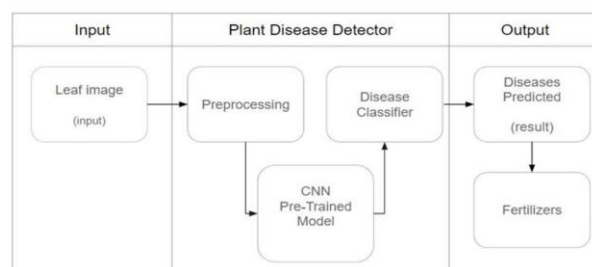 Input
Plant Disease Detector
Output
Leaf image
(input)
Preprocessing
Disease
Classifier
Diseases
Predicted
(result)
CNN
Pre-Trained
Model
Fertilizers